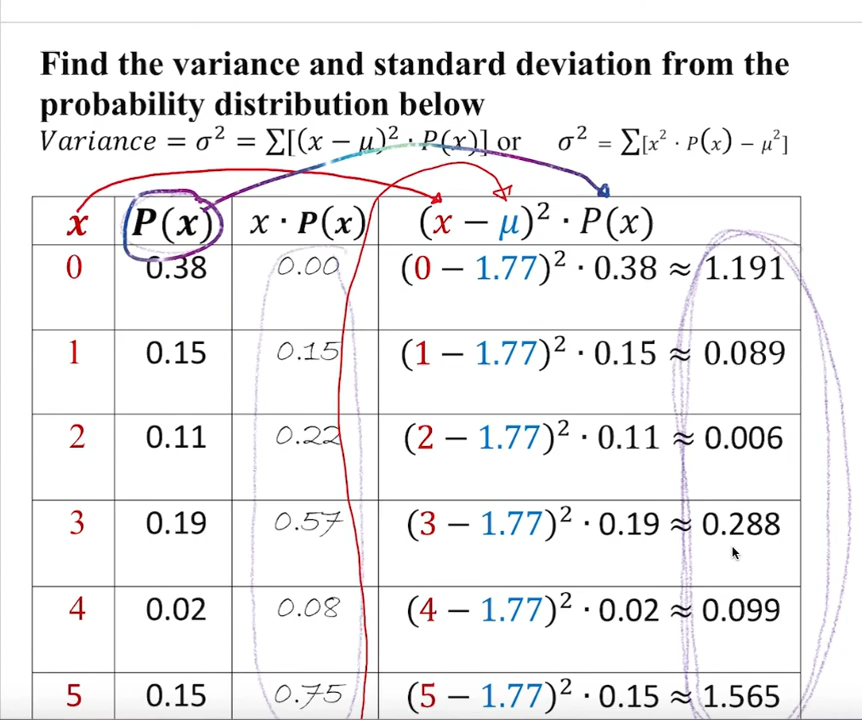 Find the variance and standard deviation from the
probability distribution below
Variance = σ² = ∑[(x − μ)² · P(x)] or σ² = ∑[x² · P(x) − μ²]
x P(x) x · P(x) (x − μ)² · P(x)
0 0.38 0.00 (0 − 1.77)² · 0.38 ≈ 1.191
1 0.15 0.15 (1 − 1.77)² · 0.15 ≈ 0.089
2 0.11 0.22 (2 − 1.77)² · 0.11 ≈ 0.006
3 0.19 0.57 (3 − 1.77)² · 0.19 ≈ 0.288
4 0.02 0.08 (4 − 1.77)² · 0.02 ≈ 0.099
5 0.15 0.75 (5 − 1.77)² · 0.15 ≈ 1.565